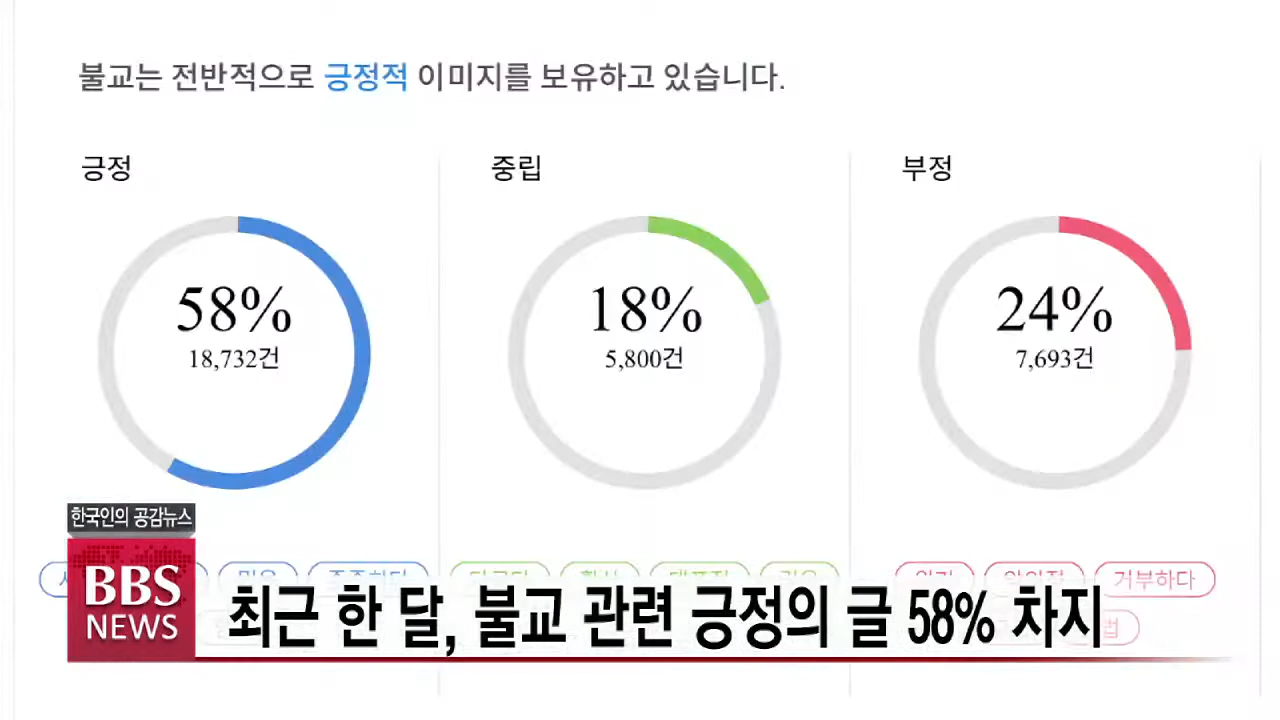 불교는 전반적으로 긍정적 이미지를 보유하고 있습니다.
긍정
중립
부정
58%
18,732건
18%
5,800건
24%
7,693건
한국인의 공감뉴스
BBS
NEWS
거부하다
최근 한 달, 불교 관련 긍정의 글 58% 차지